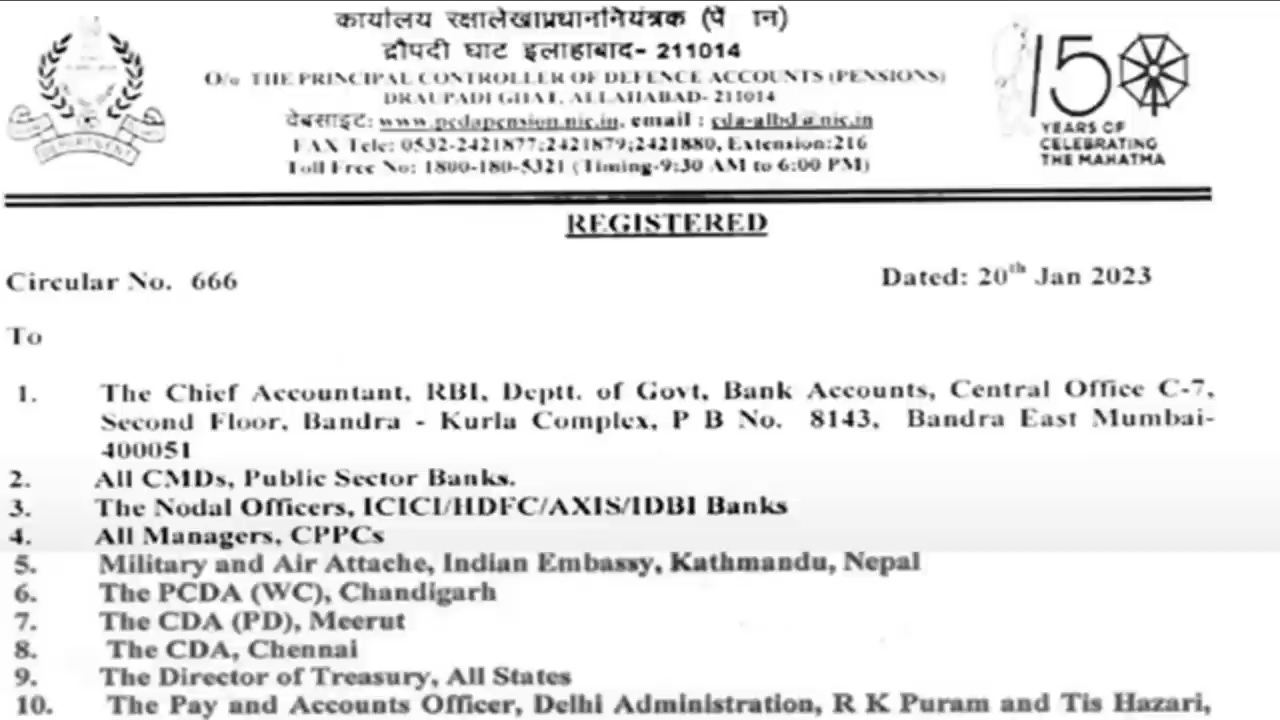 कार्यालय रक्षालेखाप्रधाननियंत्रक (पें न)
द्रौपदी घाट इलाहाबाद- 211014
O/o THE PRINCIPAL CONTROLLER OF DEFENCE ACCOUNTS (PENSIONS)
DRAUPADI GHAT, ALLAHABAD- 211014
वेबसाइट: www.pcdapension.nic.in, email : cda-albd@nic.in
FAX Tele: 0532-2421877;2421879;2421880, Extension:216
Toll Free No: 1800-180-5321 (Timing-9:30 AM to 6:00 PM)
DEPARTMENT
150
YEARS OF
CELEBRATING
THE MAHATMA
REGISTERED
Circular No. 666
Dated: 20th Jan 2023
To
1. The Chief Accountant, RBI, Deptt. of Govt, Bank Accounts, Central Office C-7,
Second Floor, Bandra - Kurla Complex, P B No. 8143, Bandra East Mumbai-
400051
2. All CMDs, Public Sector Banks.
3. The Nodal Officers, ICICI/HDFC/AXIS/IDBI Banks
4. All Managers, CPPCs
5. Military and Air Attache, Indian Embassy, Kathmandu, Nepal
6. The PCDA (WC), Chandigarh
7. The CDA (PD), Meerut
8. The CDA, Chennai
9. The Director of Treasury, All States
10. The Pay and Accounts Officer, Delhi Administration, R K Puram and Tis Hazari,